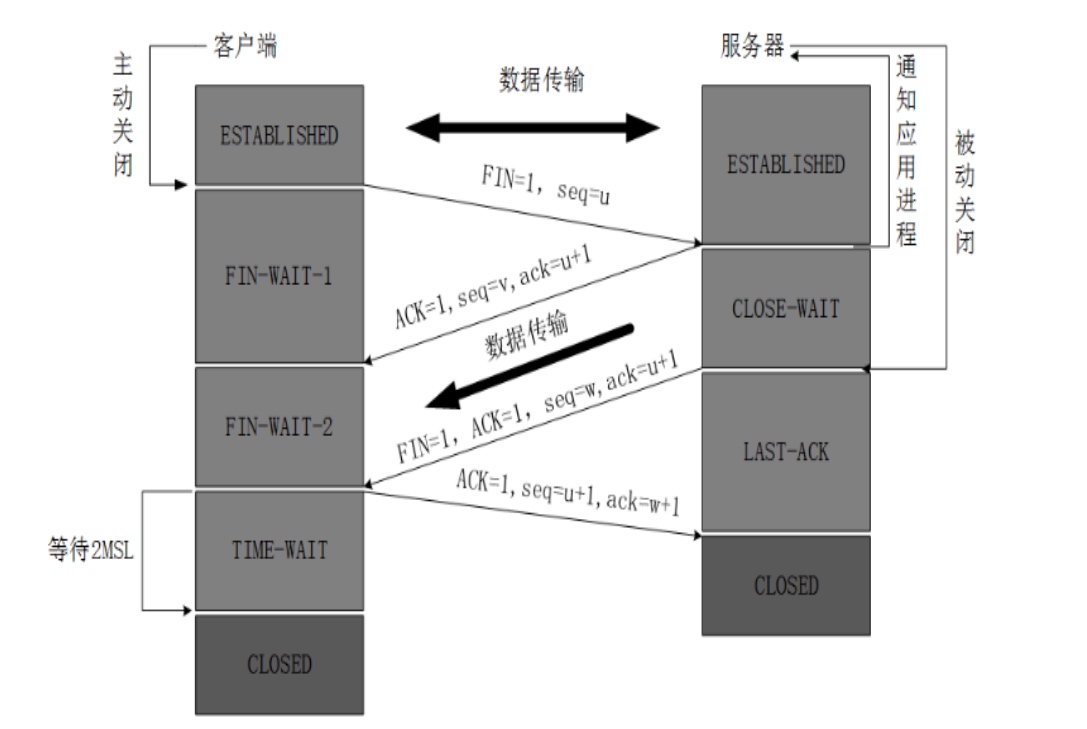 客户端
服务器
主动关闭
数据传输
通知应用进程
被动关闭
ESTABLISHED
ESTABLISHED
FIN=1, seq=u
FIN-WAIT-1
ACK=1,seq=v,ack=u+1
CLOSE-WAIT
数据传输
FIN-WAIT-2
FIN=1, ACK=1, seq=w,ack=u+1
LAST-ACK
ACK=1,seq=u+1,ack=w+1
等待2MSL
TIME-WAIT
CLOSED
CLOSED